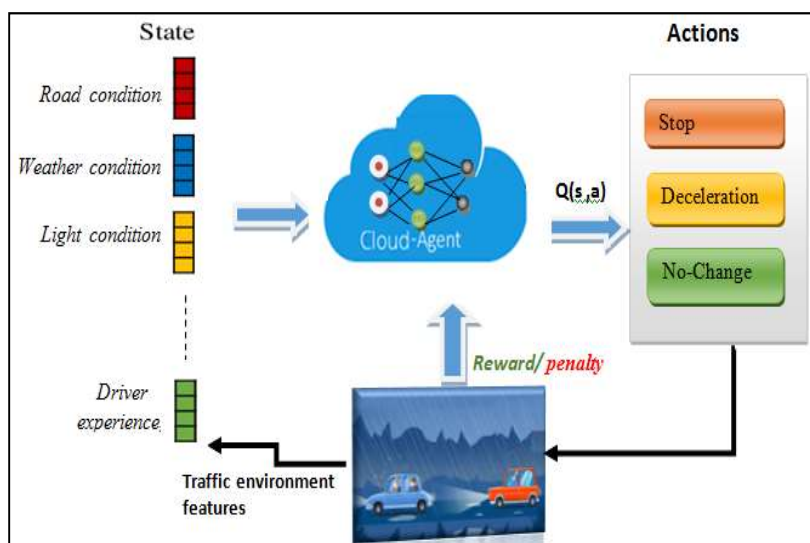 State
Road condition
Weather condition
Light condition
Driver
experience
Cloud-Agent
Q(s,a)
Actions
Stop
Deceleration
No-Change
Reward/ penalty
Traffic environment
features